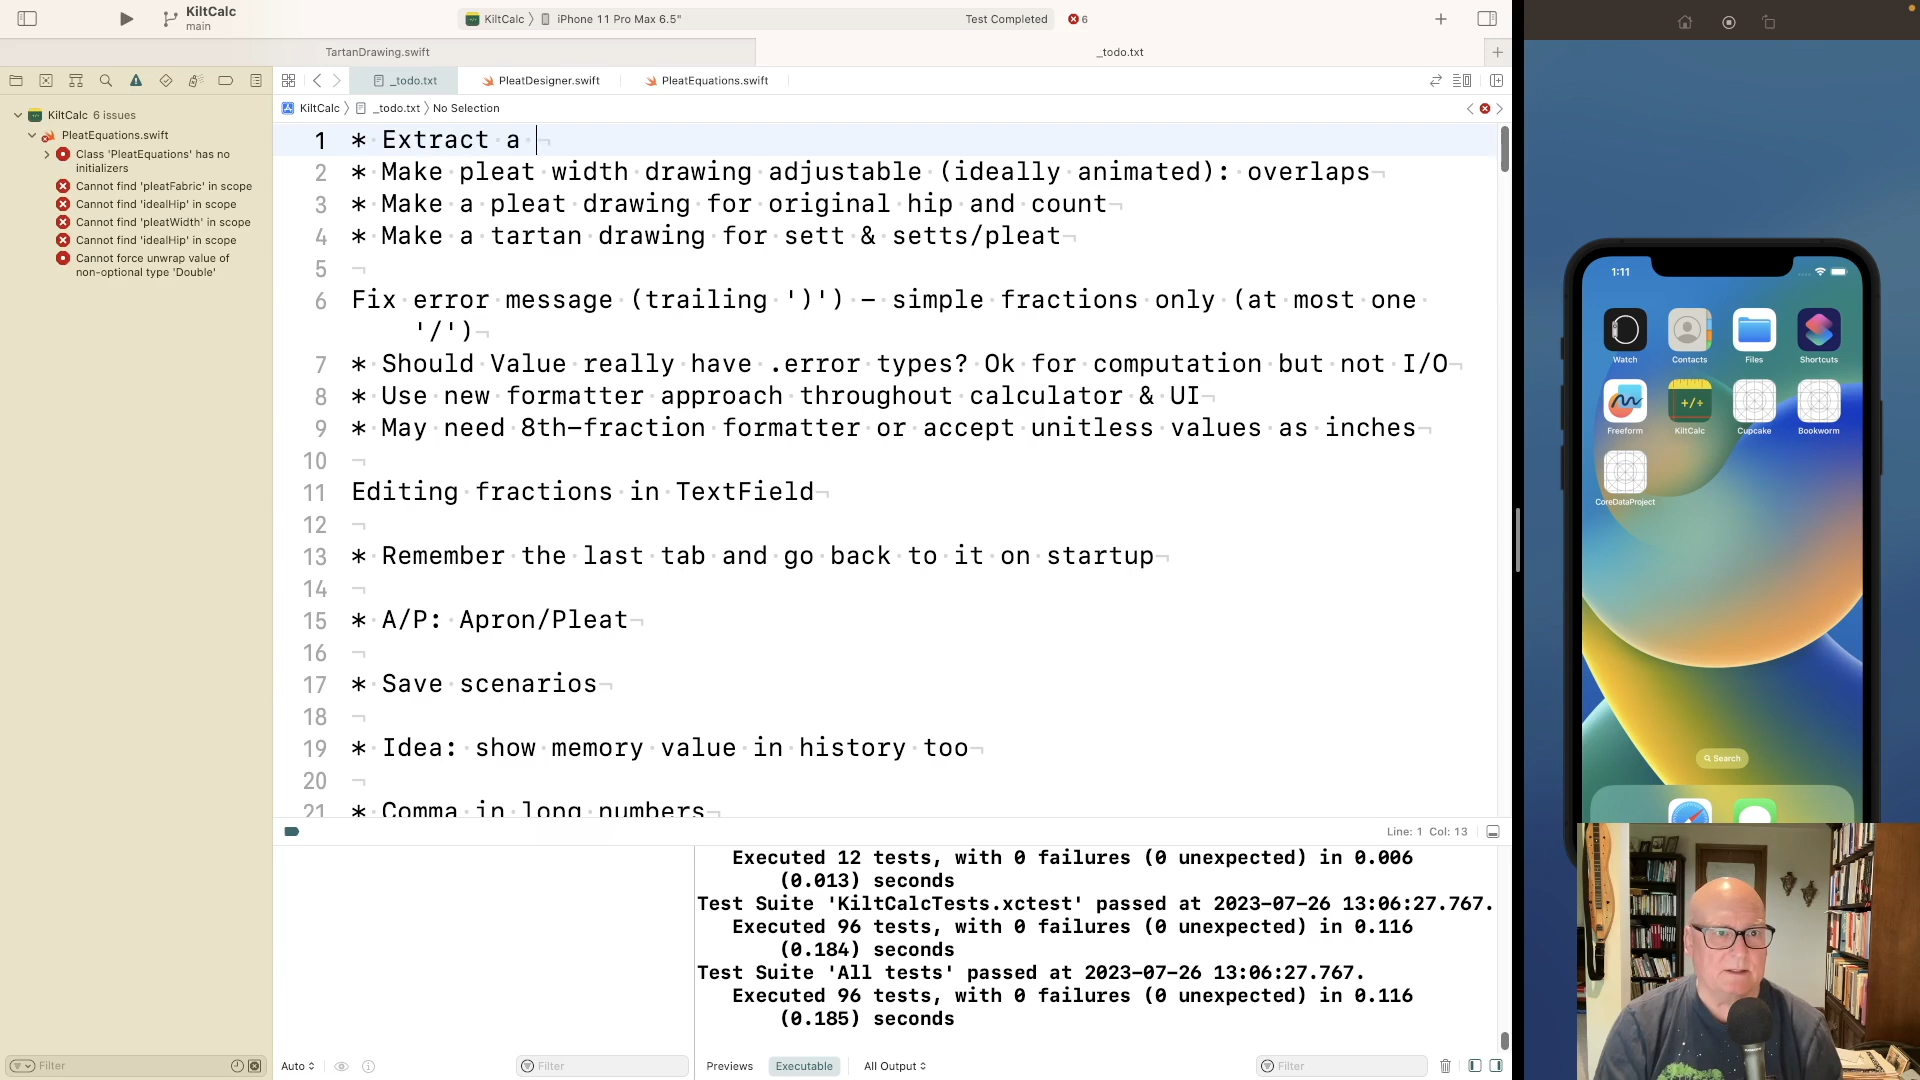 KiltCalc
main
KiltCalc 〉 iPhone 11 Pro Max 6.5"
Test Completed
6
TartanDrawing.swift
_todo.txt
_todo.txt
PleatDesigner.swift
PleatEquations.swift
KiltCalc 〉 _todo.txt 〉 No Selection
KiltCalc 6 issues
PleatEquations.swift
Class 'PleatEquations' has no
initializers
Cannot find 'pleatFabric' in scope
Cannot find 'idealHip' in scope
Cannot find 'pleatWidth' in scope
Cannot find 'idealHip' in scope
Cannot force unwrap value of
non-optional type 'Double'
Filter
1 * Extract a
2 * Make pleat width drawing adjustable (ideally animated): overlaps
3 * Make a pleat drawing for original hip and count
4 * Make a tartan drawing for sett & setts/pleat
5
6 Fix error message (trailing ')') - simple fractions only (at most one
'/')
7 * Should Value really have .error types? Ok for computation but not I/O
8 * Use new formatter approach throughout calculator & UI
9 * May need 8th-fraction formatter or accept unitless values as inches
10
11 Editing fractions in TextField
12
13 * Remember the last tab and go back to it on startup
14
15 * A/P: Apron/Pleat
16
17 * Save scenarios
18
19 * Idea: show memory value in history too
20
21 * Comma in long numbers
Line: 1 Col: 13
Executed 12 tests, with 0 failures (0 unexpected) in 0.006
(0.013) seconds
Test Suite 'KiltCalcTests.xctest' passed at 2023-07-26 13:06:27.767.
Executed 96 tests, with 0 failures (0 unexpected) in 0.116
(0.184) seconds
Test Suite 'All tests' passed at 2023-07-26 13:06:27.767.
Executed 96 tests, with 0 failures (0 unexpected) in 0.116
(0.185) seconds
Auto
Filter
Previews
Executable
All Output
Filter
1:11
Watch
Contacts
Files
Shortcuts
+/÷
Freeform
KiltCalc
Cupcake
Bookworm
CoreDataProject
Search